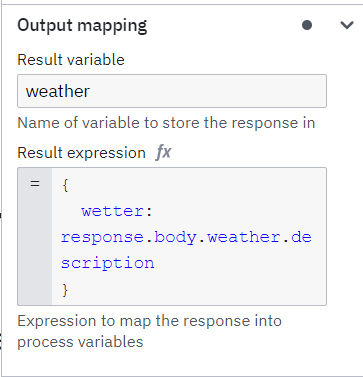 Output mapping
Result variable
weather
Name of variable to store the response in
Result expression fx
= {
wetter:
response.body.weather.de
scription
}
Expression to map the response into
process variables